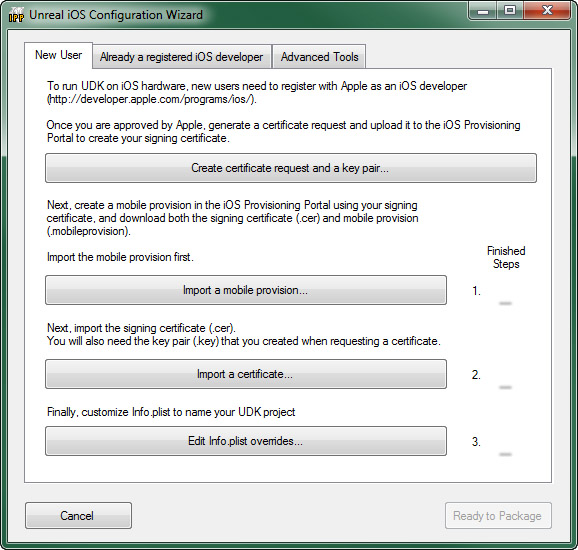 IPP
Unreal iOS Configuration Wizard
New User
Already a registered iOS developer
Advanced Tools
To run UDK on iOS hardware, new users need to register with Apple as an iOS developer
(http://developer.apple.com/programs/ios/).
Once you are approved by Apple, generate a certificate request and upload it to the iOS Provisioning
Portal to create your signing certificate.
Create certificate request and a key pair...
Next, create a mobile provision in the iOS Provisioning Portal using your signing
certificate, and download both the signing certificate (.cer) and mobile provision
(.mobileprovision).
Finished
Steps
Import the mobile provision first.
Import a mobile provision...
1.
Next, import the signing certificate (.cer).
You will also need the key pair (.key) that you created when requesting a certificate.
Import a certificate...
2.
Finally, customize Info.plist to name your UDK project
Edit Info.plist overrides...
3.
Cancel
Ready to Package